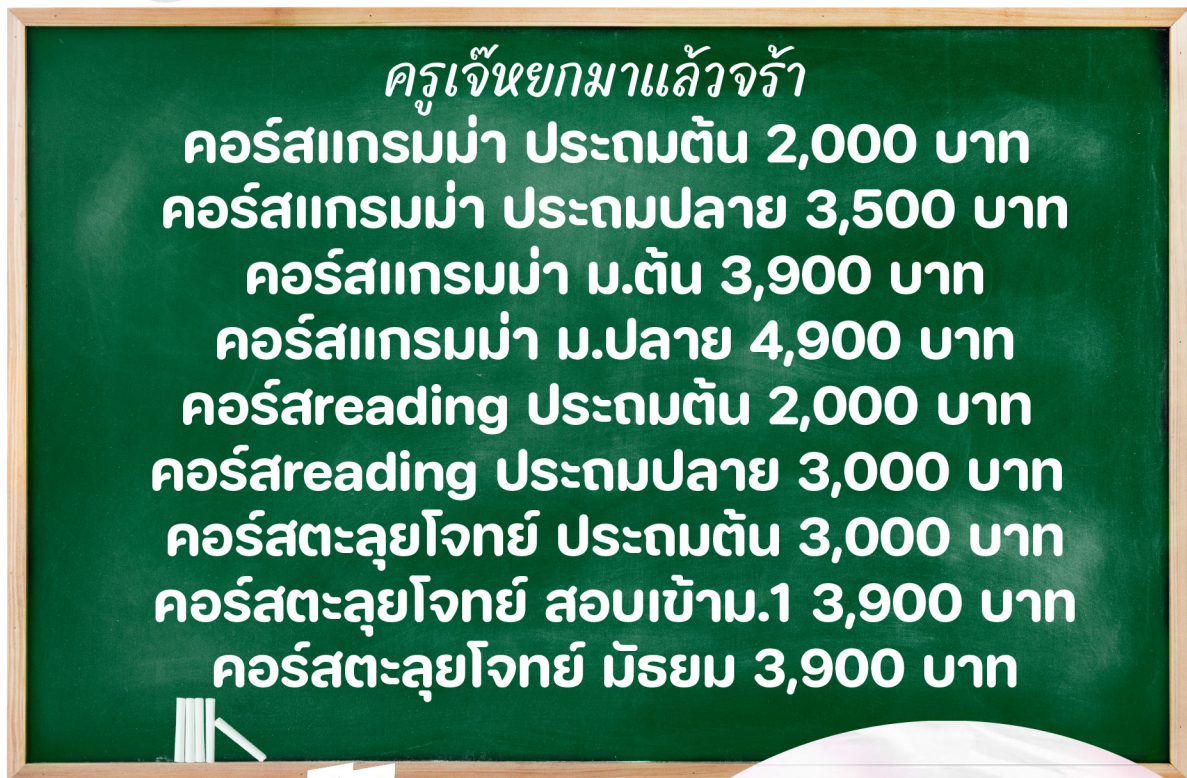 ครูเจ๊หยกมาแล้วจร้า
คอร์สแกรมม่า ประถมต้น 2,000 บาท
คอร์สแกรมม่า ประถมปลาย 3,500 บาท
คอร์สแกรมม่า ม.ต้น 3,900 บาท
คอร์สแกรมม่า ม.ปลาย 4,900 บาท
คอร์สreading ประถมต้น 2,000 บาท
คอร์สreading ประถมปลาย 3,000 บาท
คอร์สตะลุยโจทย์ ประถมต้น 3,000 บาท
คอร์สตะลุยโจทย์ สอบเข้าม.1 3,900 บาท
คอร์สตะลุยโจทย์ มัธยม 3,900 บาท